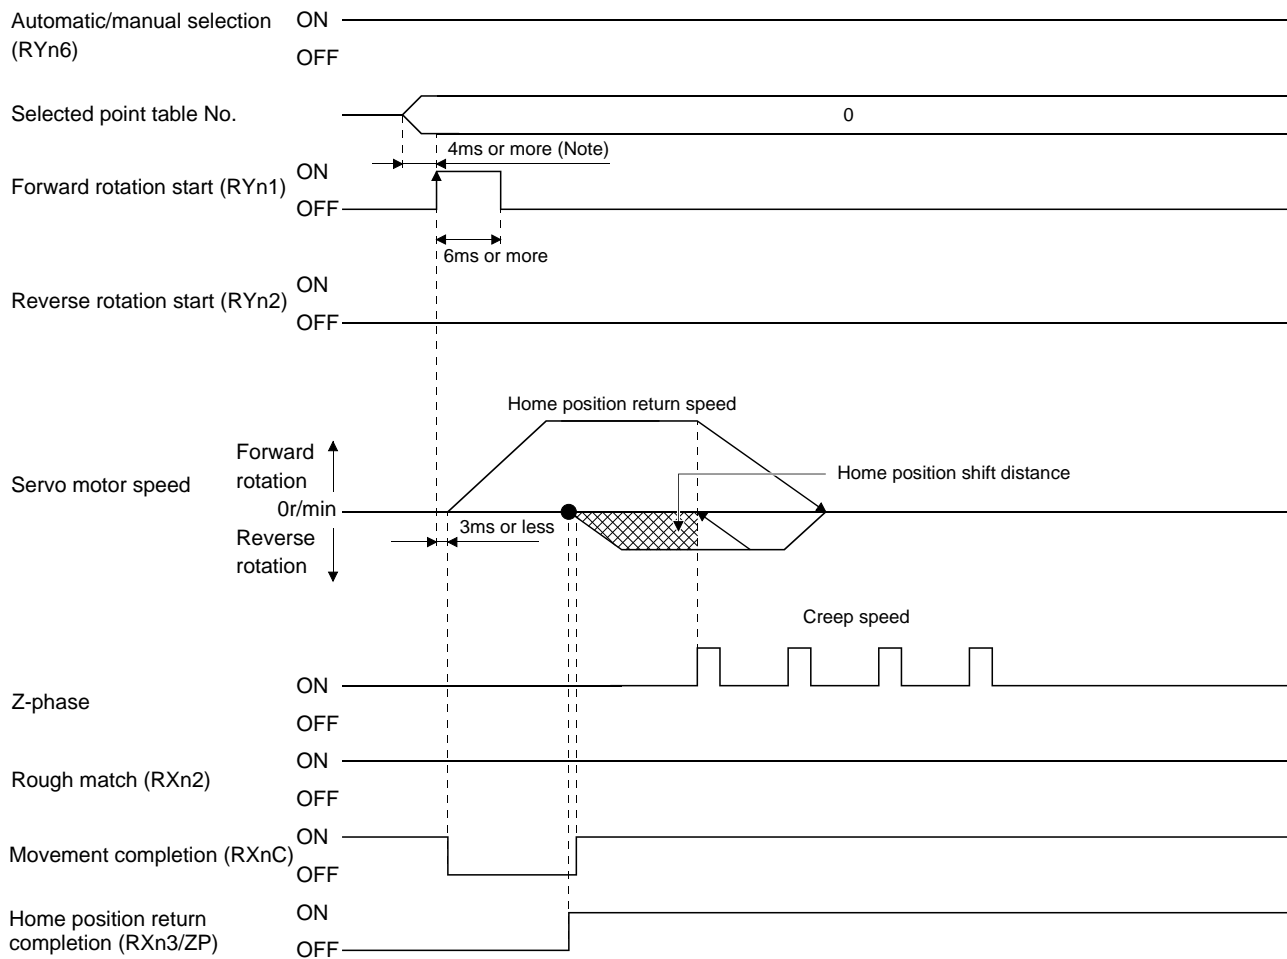 Automatic/manual selection
(RYn6)
ON
OFF
Selected point table No.
0
4ms or more (Note)
Forward rotation start (RYn1)
ON
OFF
6ms or more
Reverse rotation start (RYn2)
ON
OFF
Home position return speed
Servo motor speed
Forward
rotation
0r/min
Reverse
rotation
Home position shift distance
3ms or less
Creep speed
Z-phase
ON
OFF
Rough match (RXn2)
ON
OFF
Movement completion (RXnC)
ON
OFF
Home position return
completion (RXn3/ZP)
ON
OFF